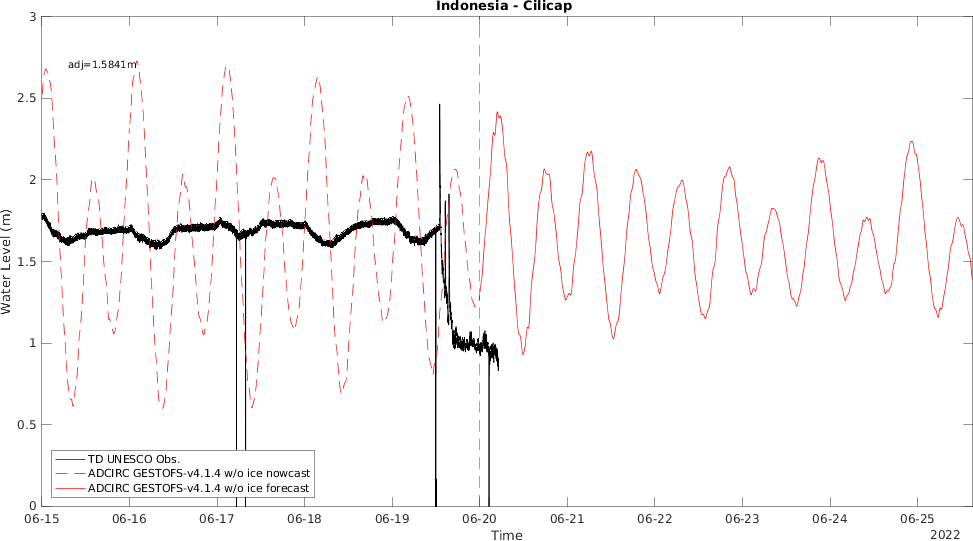 Indonesia - Cilicap
3
2.5
2
1.5
1
0.5
0
Water Level (m)
adj=1.5841m
TD UNESCO Obs.
ADCIRC GESTOFS-v4.1.4 w/o ice nowcast
ADCIRC GESTOFS-v4.1.4 w/o ice forecast
06-15 06-16 06-17 06-18 06-19 06-20 06-21 06-22 06-23 06-24 06-25
Time
2022